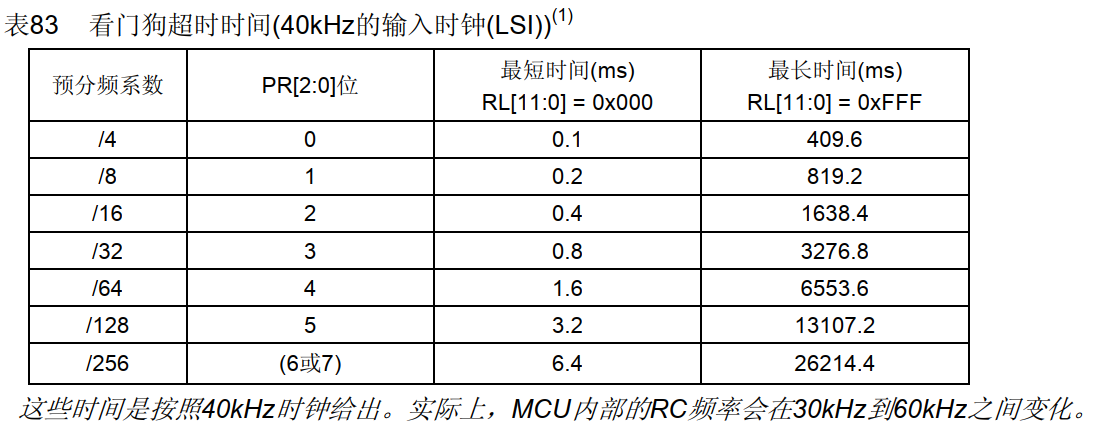 表83 看门狗超时时间(40kHz的输入时钟(LSI))(1)
预分频系数 PR[2:0]位 最短时间(ms) RL[11:0] = 0x000 最长时间(ms) RL[11:0] = 0xFFF
/4 0 0.1 409.6
/8 1 0.2 819.2
/16 2 0.4 1638.4
/32 3 0.8 3276.8
/64 4 1.6 6553.6
/128 5 3.2 13107.2
/256 (6或7) 6.4 26214.4
这些时间是按照40kHz时钟给出。实际上，MCU内部的RC频率会在30kHz到60kHz之间变化。